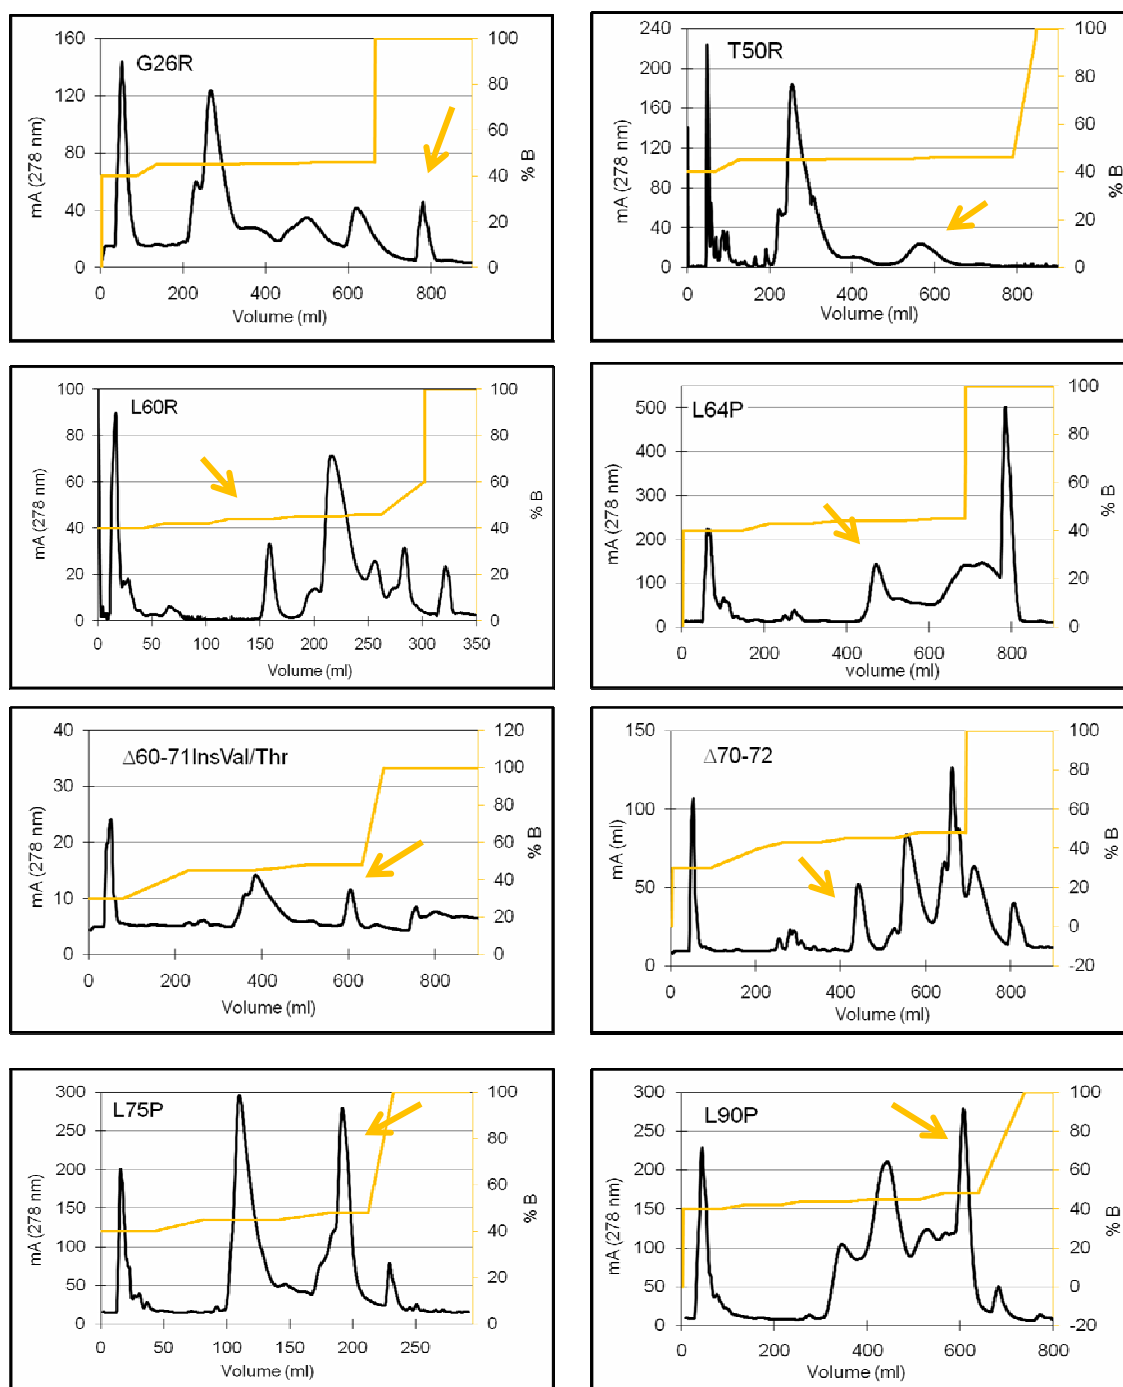 G26R
mA (278 nm)
160
120
80
40
0
100
80
60
40
20
0
% B
0 200 400 600 800
Volume (ml)
T50R
mA (278 nm)
240
200
160
120
80
40
0
100
80
60
40
20
0
% B
0 200 400 600 800
Volume (ml)
L60R
mA (278 nm)
100
80
60
40
20
0
100
80
60
40
20
0
% B
0 50 100 150 200 250 300 350
Volume (ml)
L64P
mA (278 nm)
500
400
300
200
100
0
100
80
60
40
20
0
% B
0 200 400 600 800
volume (ml)
Δ60-71InsVal/Thr
mA (278 nm)
40
30
20
10
0
120
100
80
60
40
20
0
% B
0 200 400 600 800
Volume (ml)
Δ70-72
mA (ml)
150
100
50
0
100
80
60
40
20
0
-20
% B
0 200 400 600 800
Volume (ml)
L75P
mA (278 nm)
300
250
200
150
100
50
0
100
80
60
40
20
0
% B
0 50 100 150 200 250
Volume (ml)
L90P
mA (278 nm)
300
250
200
150
100
50
0
100
80
60
40
20
0
-20
% B
0 200 400 600 800
Volume (ml)